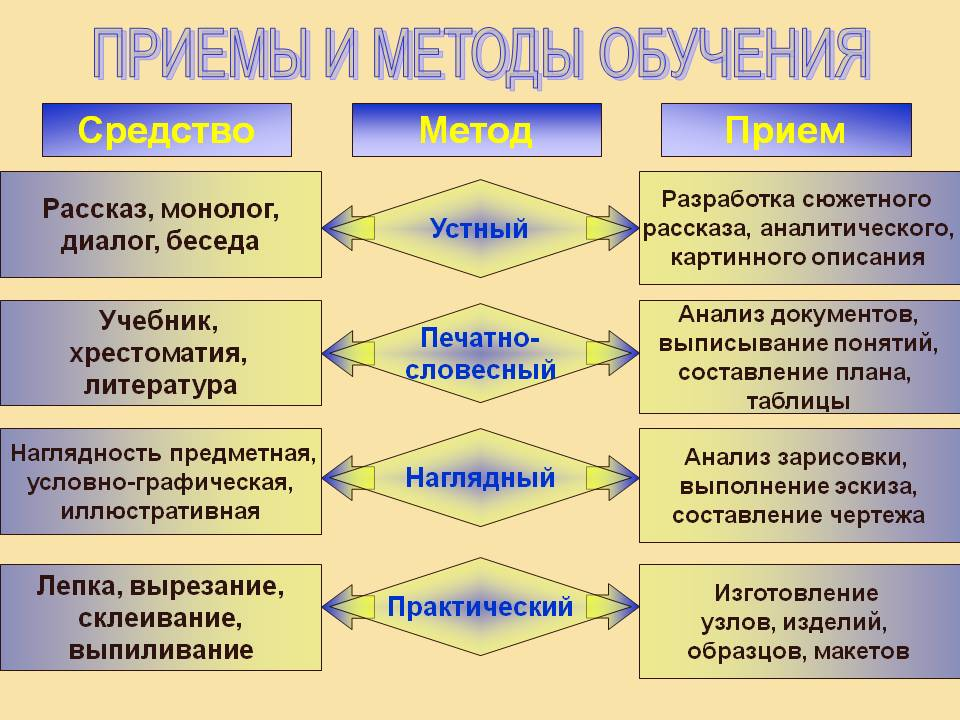 ПРИЕМЫ И МЕТОДЫ ОБУЧЕНИЯ
Средство
Метод
Прием
Рассказ, монолог,
диалог, беседа
Устный
Разработка сюжетного
рассказа, аналитического,
картинного описания
Учебник,
хрестоматия,
литература
Печатно-
словесный
Анализ документов,
выписывание понятий,
составление плана,
таблицы
Наглядность предметная,
условно-графическая,
иллюстративная
Наглядный
Анализ зарисовки,
выполнение эскиза,
составление чертежа
Лепка, вырезание,
склеивание,
выпиливание
Практический
Изготовление
узлов, изделий,
образцов, макетов